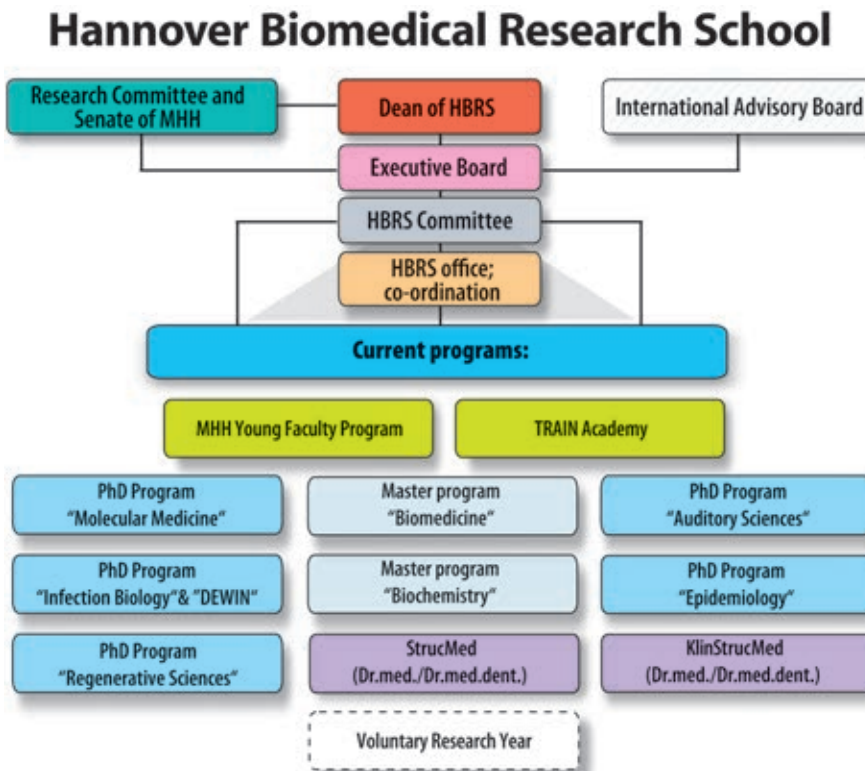 Hannover Biomedical Research School
Research Committee and
Senate of MHH
Dean of HBRS
International Advisory Board
Executive Board
HBRS Committee
HBRS office;
co-ordination
Current programs:
MHH Young Faculty Program
TRAIN Academy
PhD Program
"Molecular Medicine"
Master program
"Biomedicine"
PhD Program
"Auditory Sciences"
PhD Program
"Infection Biology"& "DEWIN"
Master program
"Biochemistry"
PhD Program
"Epidemiology"
PhD Program
"Regenerative Sciences"
StrucMed
(Dr.med./Dr.med.dent.)
KlinStrucMed
(Dr.med./Dr.med.dent.)
Voluntary Research Year